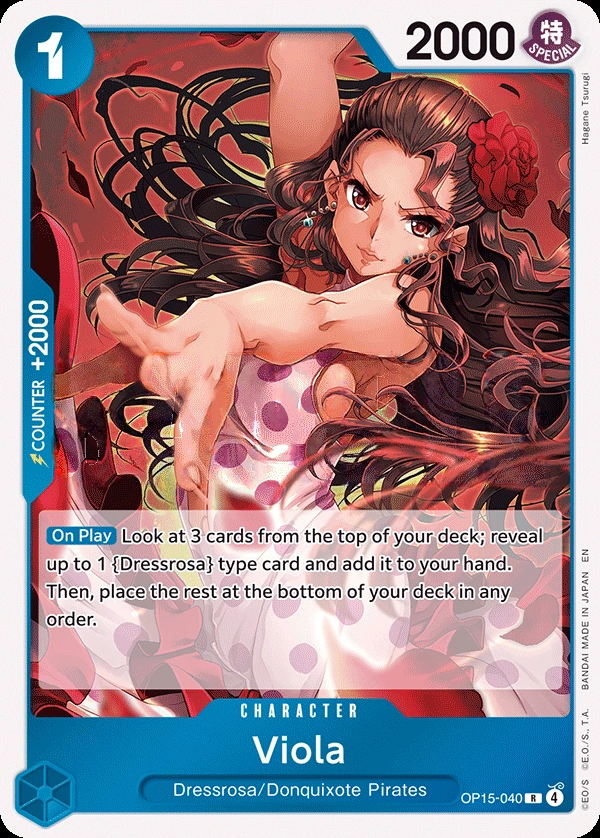 1
2000
特
SPECIAL
Hagane Tsurugi
COUNTER +2000
On Play Look at 3 cards from the top of your deck; reveal
up to 1 {Dressrosa} type card and add it to your hand.
Then, place the rest at the bottom of your deck in any
order.
CHARACTER
Viola
Dressrosa/Donquixote Pirates
OP15-040 R 4
©E.O/S ©E.O./S., T.A. BANDAI MADE IN JAPAN EN